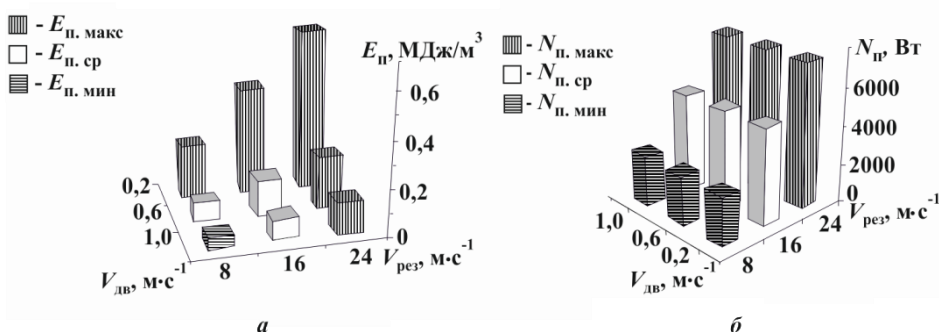 - Eп. макс
- Eп. ср
- Eп. мин
Eп, МДж/м³
0,6
0,4
0,2
0
0,2
0,6
1,0
8
16
24
Vдв, м·с⁻¹
Vрез, м·с⁻¹
а
- Nп. макс
- Nп. ср
- Nп. мин
Nп, Вт
6000
4000
2000
0
1,0
0,6
0,2
8
16
24
Vдв, м·с⁻¹
Vрез, м·с⁻¹
б